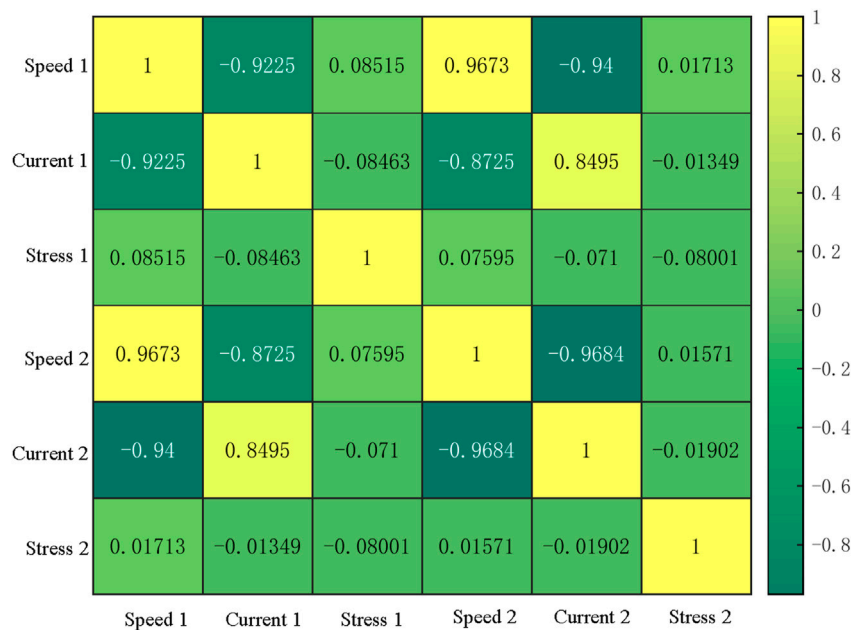 Speed 1 1 -0.9225 0.08515 0.9673 -0.94 0.01713
Current 1 -0.9225 1 -0.08463 -0.8725 0.8495 -0.01349
Stress 1 0.08515 -0.08463 1 0.07595 -0.071 -0.08001
Speed 2 0.9673 -0.8725 0.07595 1 -0.9684 0.01571
Current 2 -0.94 0.8495 -0.071 -0.9684 1 -0.01902
Stress 2 0.01713 -0.01349 -0.08001 0.01571 -0.01902 1
Speed 1 Current 1 Stress 1 Speed 2 Current 2 Stress 2
1
0.8
0.6
0.4
0.2
0
-0.2
-0.4
-0.6
-0.8